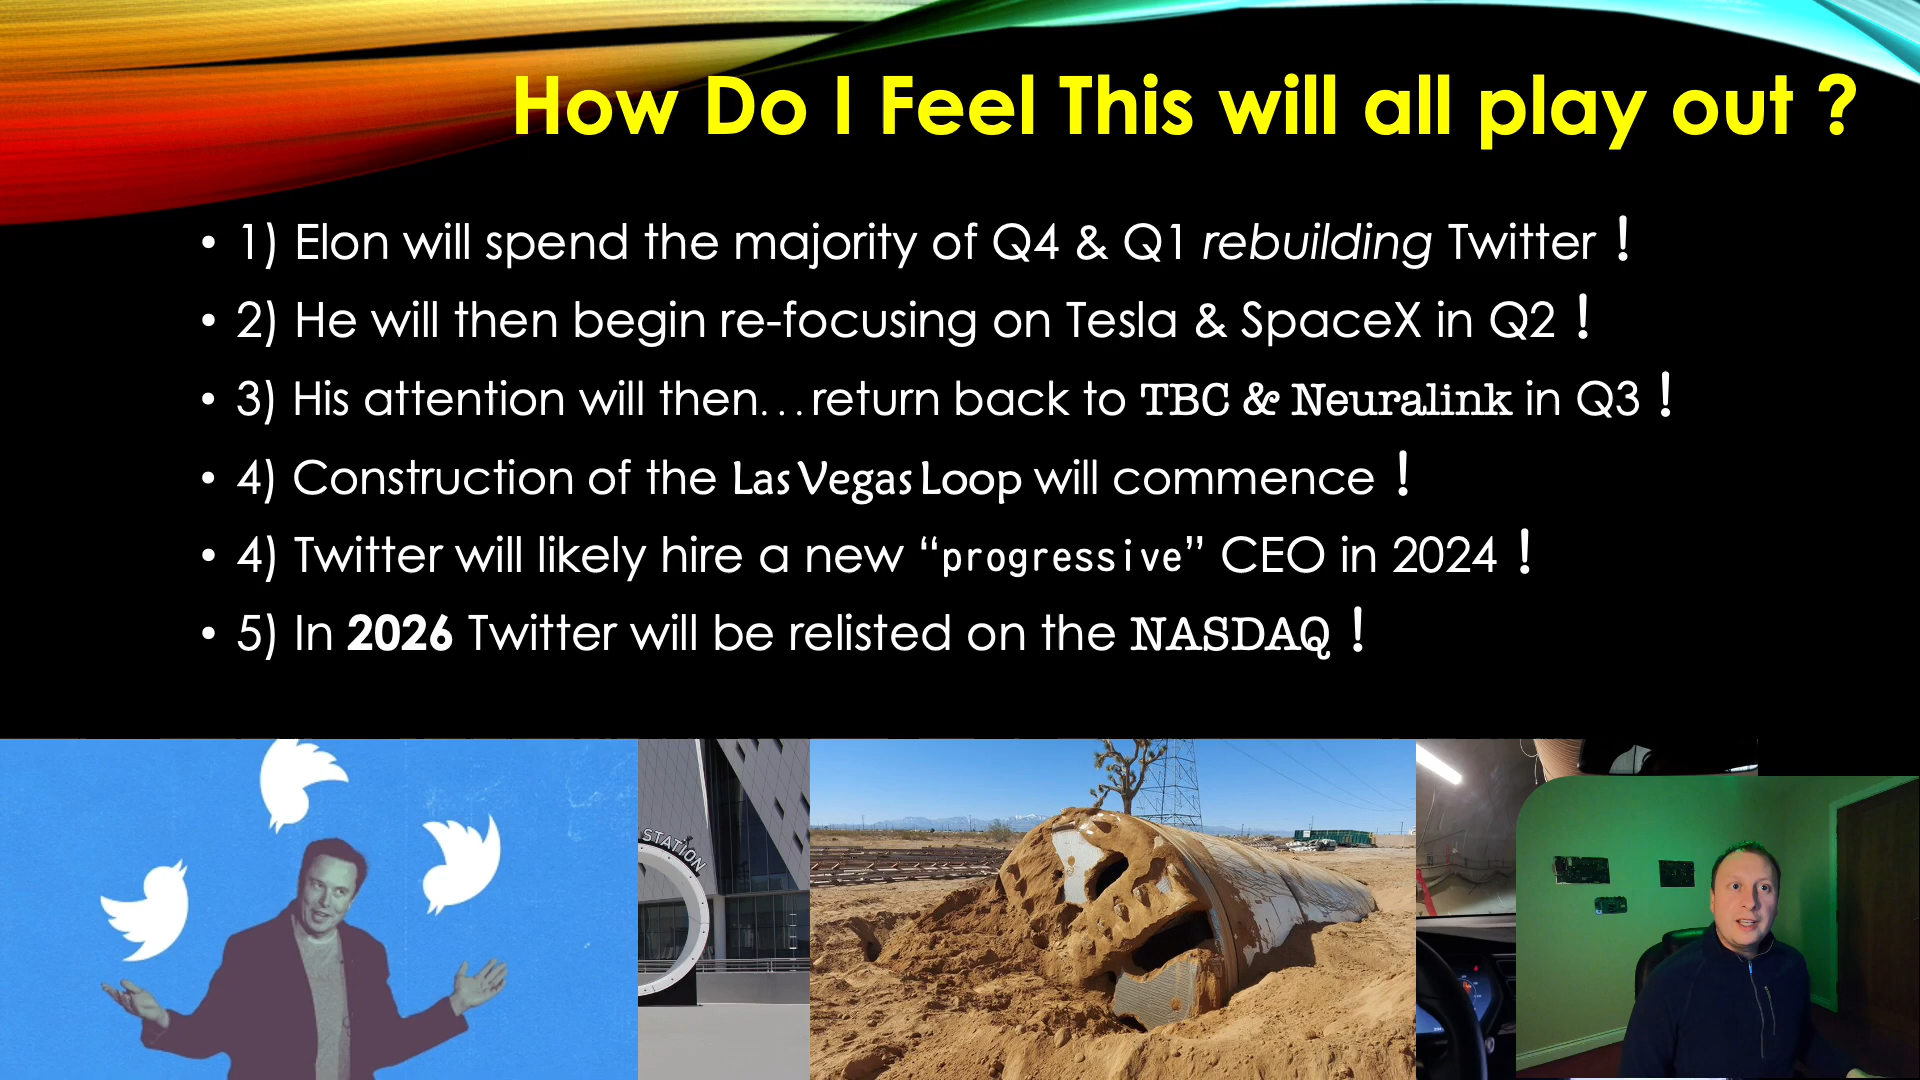 How Do I Feel This will all play out ?
• 1) Elon will spend the majority of Q4 & Q1 rebuilding Twitter !
• 2) He will then begin re-focusing on Tesla & SpaceX in Q2 !
• 3) His attention will then…return back to TBC & Neuralink in Q3 !
• 4) Construction of the Las Vegas Loop will commence !
• 4) Twitter will likely hire a new “progressive” CEO in 2024 !
• 5) In 2026 Twitter will be relisted on the NASDAQ !
STATION